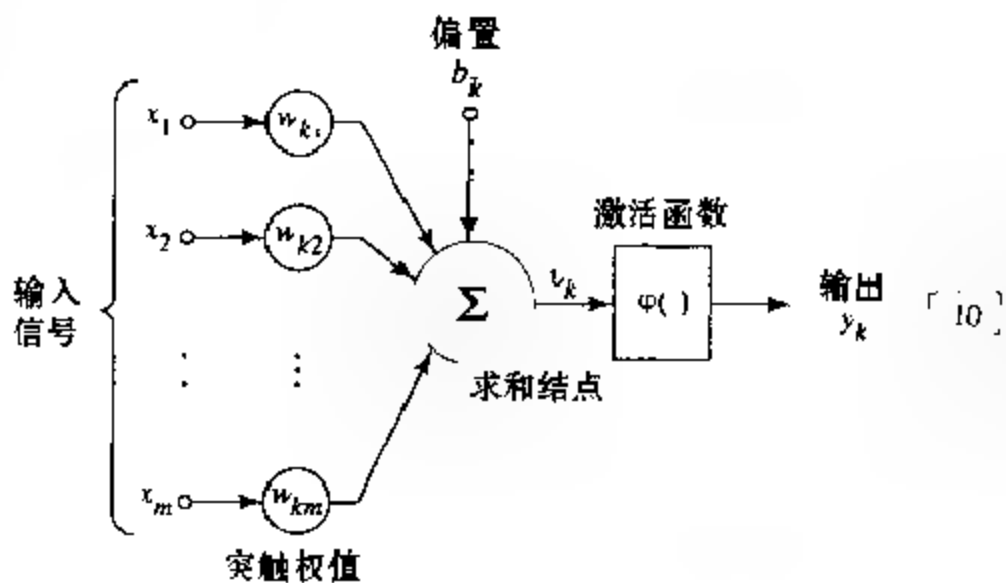 偏置
b_k
x_1
w_k1
x_2
w_k2
激活函数
输入
信号
Σ
v_k
φ( )
输出
y_k
[10]
求和结点
x_m
w_km
突触权值